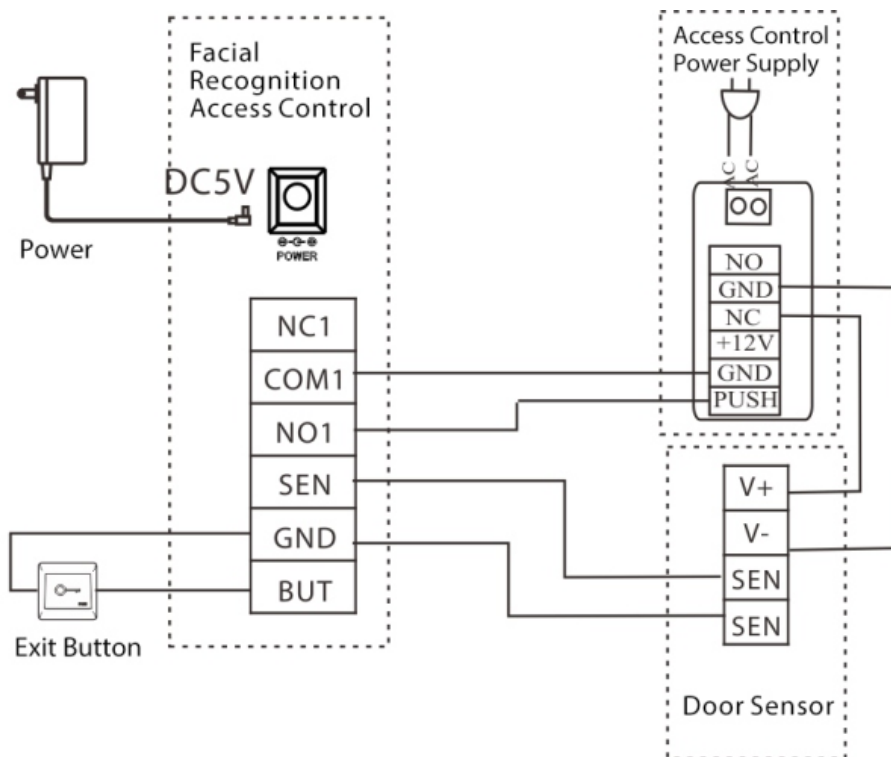 Facial
Recognition
Access Control
DC5V
POWER
Power
NC1
COM1
NO1
SEN
GND
BUT
Exit Button
Access Control
Power Supply
AC AC
NO
GND
NC
+12V
GND
PUSH
V+
V-
SEN
SEN
Door Sensor